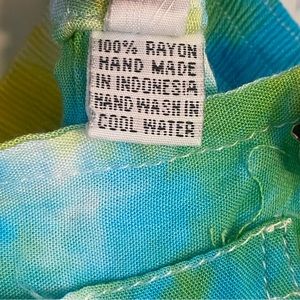 100% RAYON
HAND MADE
IN INDONESIA
HAND WASH IN
COOL WATER